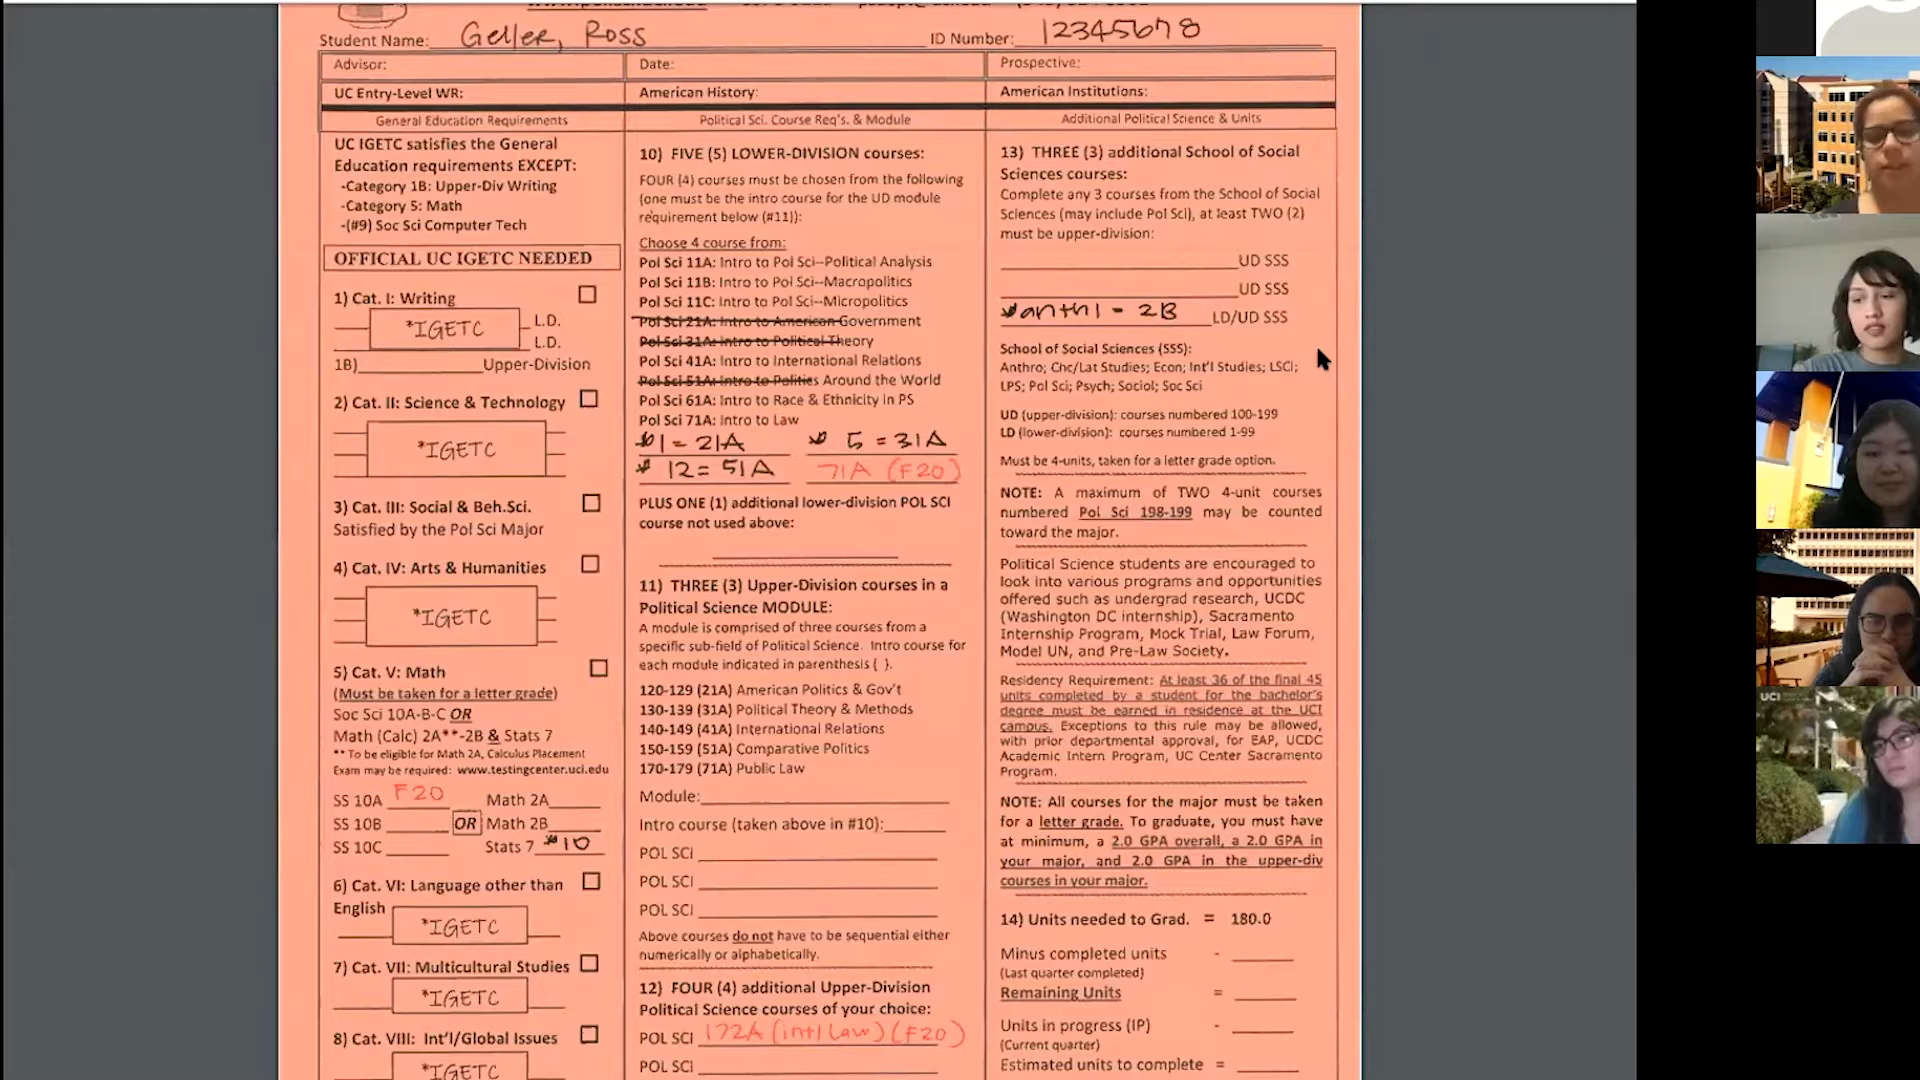 Student Name: Geller, Ross ID Number: 12345678
Advisor: Date: Prospective:
UC Entry-Level WR: American History: American Institutions:
General Education Requirements Political Sci. Course Req's. & Module Additional Political Science & Units
UC IGETC satisfies the General
Education requirements EXCEPT:
-Category 1B: Upper-Div Writing
-Category 5: Math
-(#9) Soc Sci Computer Tech
OFFICIAL UC IGETC NEEDED
1) Cat. I: Writing
*IGETC L.D.
L.D.
1B) Upper-Division
2) Cat. II: Science & Technology
*IGETC
3) Cat. III: Social & Beh.Sci.
Satisfied by the Pol Sci Major
4) Cat. IV: Arts & Humanities
*IGETC
5) Cat. V: Math
(Must be taken for a letter grade)
Soc Sci 10A-B-C OR
Math (Calc) 2A**-2B & Stats 7
** To be eligible for Math 2A, Calculus Placement
Exam may be required: www.testingcenter.uci.edu
SS 10A F20 Math 2A
SS 10B OR Math 2B
SS 10C Stats 7 *10
6) Cat. VI: Language other than
English
*IGETC
7) Cat. VII: Multicultural Studies
*IGETC
8) Cat. VIII: Int'l/Global Issues
*IGETC
10) FIVE (5) LOWER-DIVISION courses:
FOUR (4) courses must be chosen from the following
(one must be the intro course for the UD module
requirement below (#11)):
Choose 4 course from:
Pol Sci 11A: Intro to Pol Sci--Political Analysis
Pol Sci 11B: Intro to Pol Sci--Macropolitics
Pol Sci 11C: Intro to Pol Sci--Micropolitics
Pol Sci 21A: Intro to American Government
Pol Sci 31A: Intro to Political Theory
Pol Sci 41A: Intro to International Relations
Pol Sci 51A: Intro to Politics Around the World
Pol Sci 61A: Intro to Race & Ethnicity in PS
Pol Sci 71A: Intro to Law
*1 = 21A * 5 = 31A
* 12 = 51A 71A (F20)
PLUS ONE (1) additional lower-division POL SCI
course not used above:
11) THREE (3) Upper-Division courses in a
Political Science MODULE:
A module is comprised of three courses from a
specific sub-field of Political Science. Intro course for
each module indicated in parenthesis ( ).
120-129 (21A) American Politics & Gov't
130-139 (31A) Political Theory & Methods
140-149 (41A) International Relations
150-159 (51A) Comparative Politics
170-179 (71A) Public Law
Module:
Intro course (taken above in #10):
POL SCI
POL SCI
POL SCI
Above courses do not have to be sequential either
numerically or alphabetically.
12) FOUR (4) additional Upper-Division
Political Science courses of your choice:
POL SCI 172A (intl Law) (F20)
POL SCI
13) THREE (3) additional School of Social
Sciences courses:
Complete any 3 courses from the School of Social
Sciences (may include Pol Sci), at least TWO (2)
must be upper-division:
UD SSS
UD SSS
*anth1 = 2B LD/UD SSS
School of Social Sciences (SSS):
Anthro; Chc/Lat Studies; Econ; Int'l Studies; LSCI;
LPS; Pol Sci; Psych; Sociol; Soc Sci
UD (upper-division): courses numbered 100-199
LD (lower-division): courses numbered 1-99
Must be 4-units, taken for a letter grade option.
NOTE: A maximum of TWO 4-unit courses
numbered Pol Sci 198-199 may be counted
toward the major.
Political Science students are encouraged to
look into various programs and opportunities
offered such as undergrad research, UCDC
(Washington DC internship), Sacramento
Internship Program, Mock Trial, Law Forum,
Model UN, and Pre-Law Society.
Residency Requirement: At least 36 of the final 45
units completed by a student for the bachelor's
degree must be earned in residence at the UCI
campus. Exceptions to this rule may be allowed,
with prior departmental approval, for EAP, UCDC
Academic Intern Program, UC Center Sacramento
Program.
NOTE: All courses for the major must be taken
for a letter grade. To graduate, you must have
at minimum, a 2.0 GPA overall, a 2.0 GPA in
your major, and 2.0 GPA in the upper-div
courses in your major.
14) Units needed to Grad. = 180.0
Minus completed units -
(Last quarter completed)
Remaining Units =
Units in progress (IP) -
(Current quarter)
Estimated units to complete =
UCI